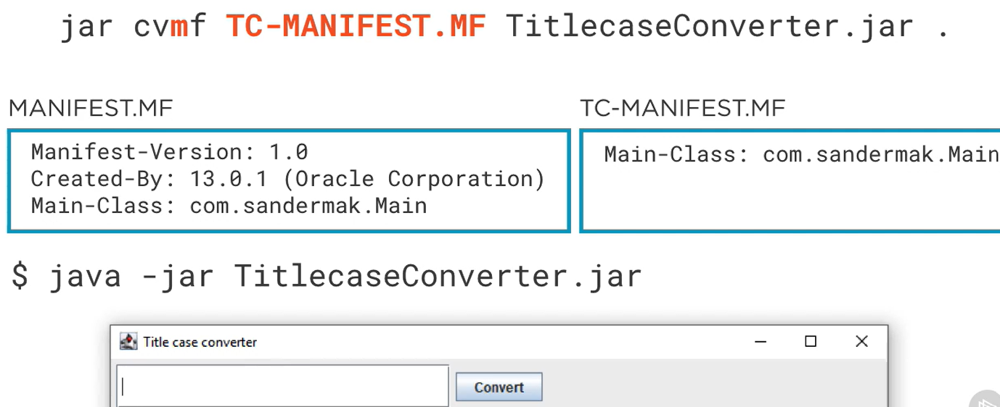 jar cvmf TC-MANIFEST.MF TitlecaseConverter.jar .
MANIFEST.MF
Manifest-Version: 1.0
Created-By: 13.0.1 (Oracle Corporation)
Main-Class: com.sandermak.Main
TC-MANIFEST.MF
Main-Class: com.sandermak.Main
$ java -jar TitlecaseConverter.jar
Title case converter
Convert